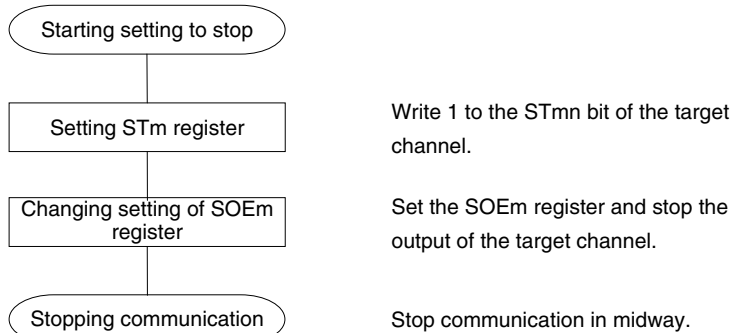 Starting setting to stop
Setting STm register
Write 1 to the STmn bit of the target
channel.
Changing setting of SOEm
register
Set the SOEm register and stop the
output of the target channel.
Stopping communication
Stop communication in midway.